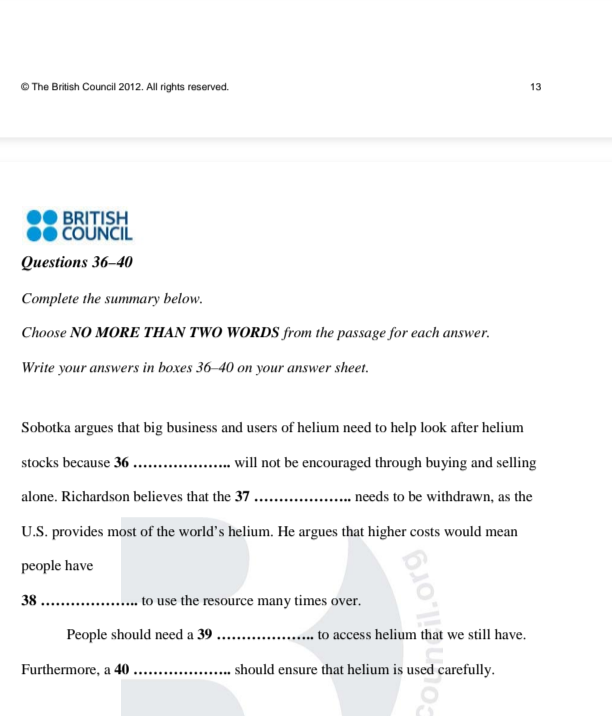 © The British Council 2012. All rights reserved. 13
BRITISH
COUNCIL
Questions 36–40
Complete the summary below.
Choose NO MORE THAN TWO WORDS from the passage for each answer.
Write your answers in boxes 36–40 on your answer sheet.
Sobotka argues that big business and users of helium need to help look after helium
stocks because 36 ……………….. will not be encouraged through buying and selling
alone. Richardson believes that the 37 ……………….. needs to be withdrawn, as the
U.S. provides most of the world’s helium. He argues that higher costs would mean
people have
38 ……………….. to use the resource many times over.
People should need a 39 ……………….. to access helium that we still have.
Furthermore, a 40 ……………….. should ensure that helium is used carefully.